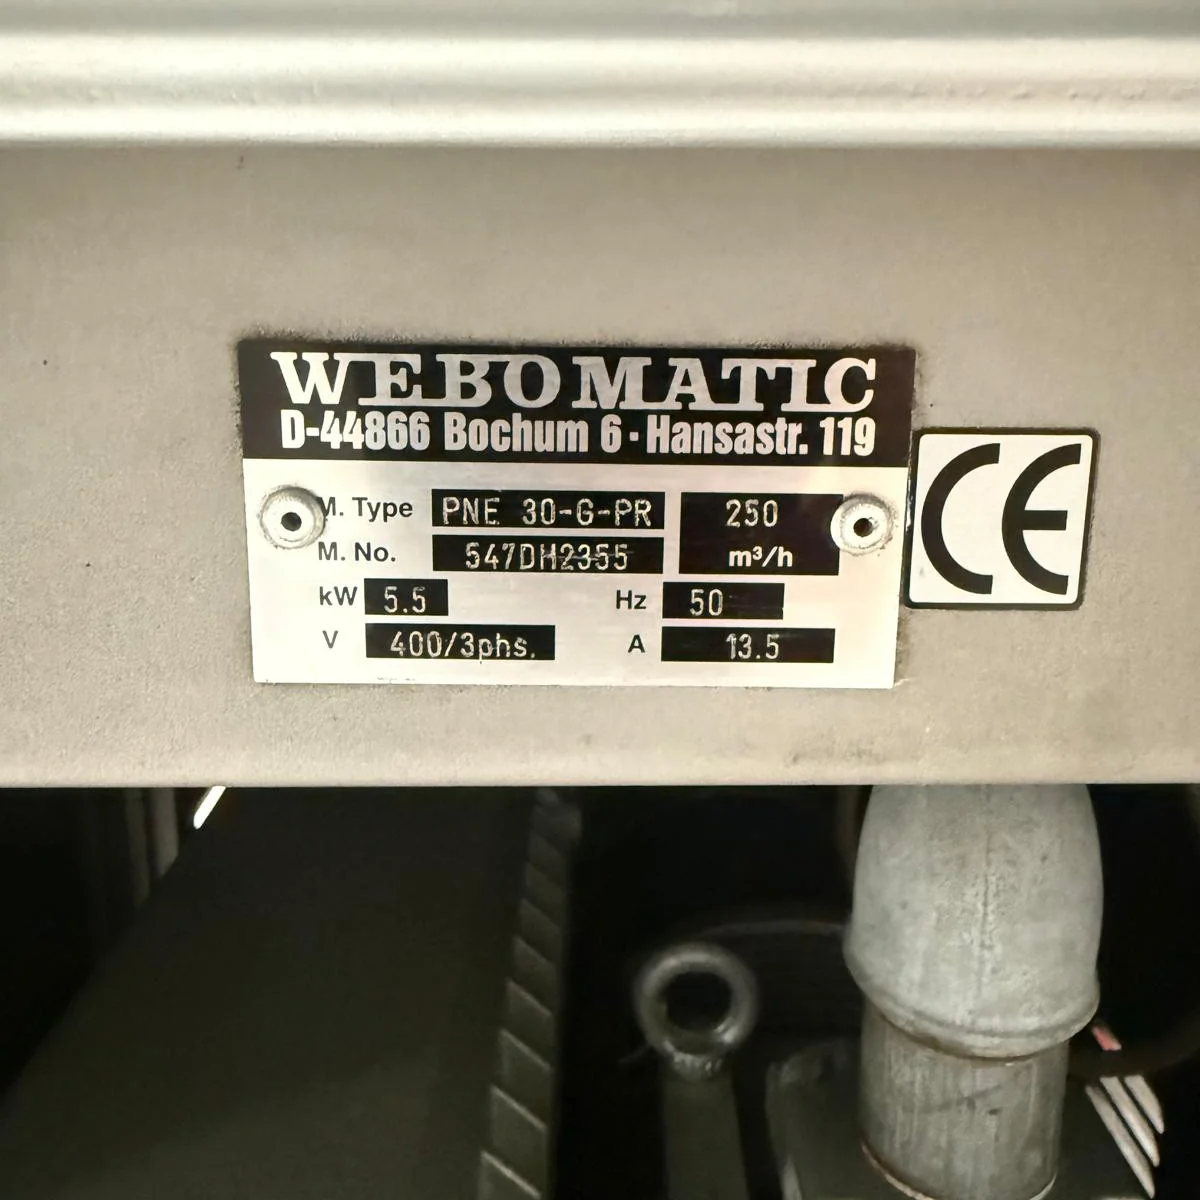 WEBOMATIC
D-44866 Bochum 6 · Hansastr. 119
M. Type PNE 30-G-PR 250
M. No. 547DH2355 m³/h
kW 5.5 Hz 50
V 400/3phs. A 13.5
CE